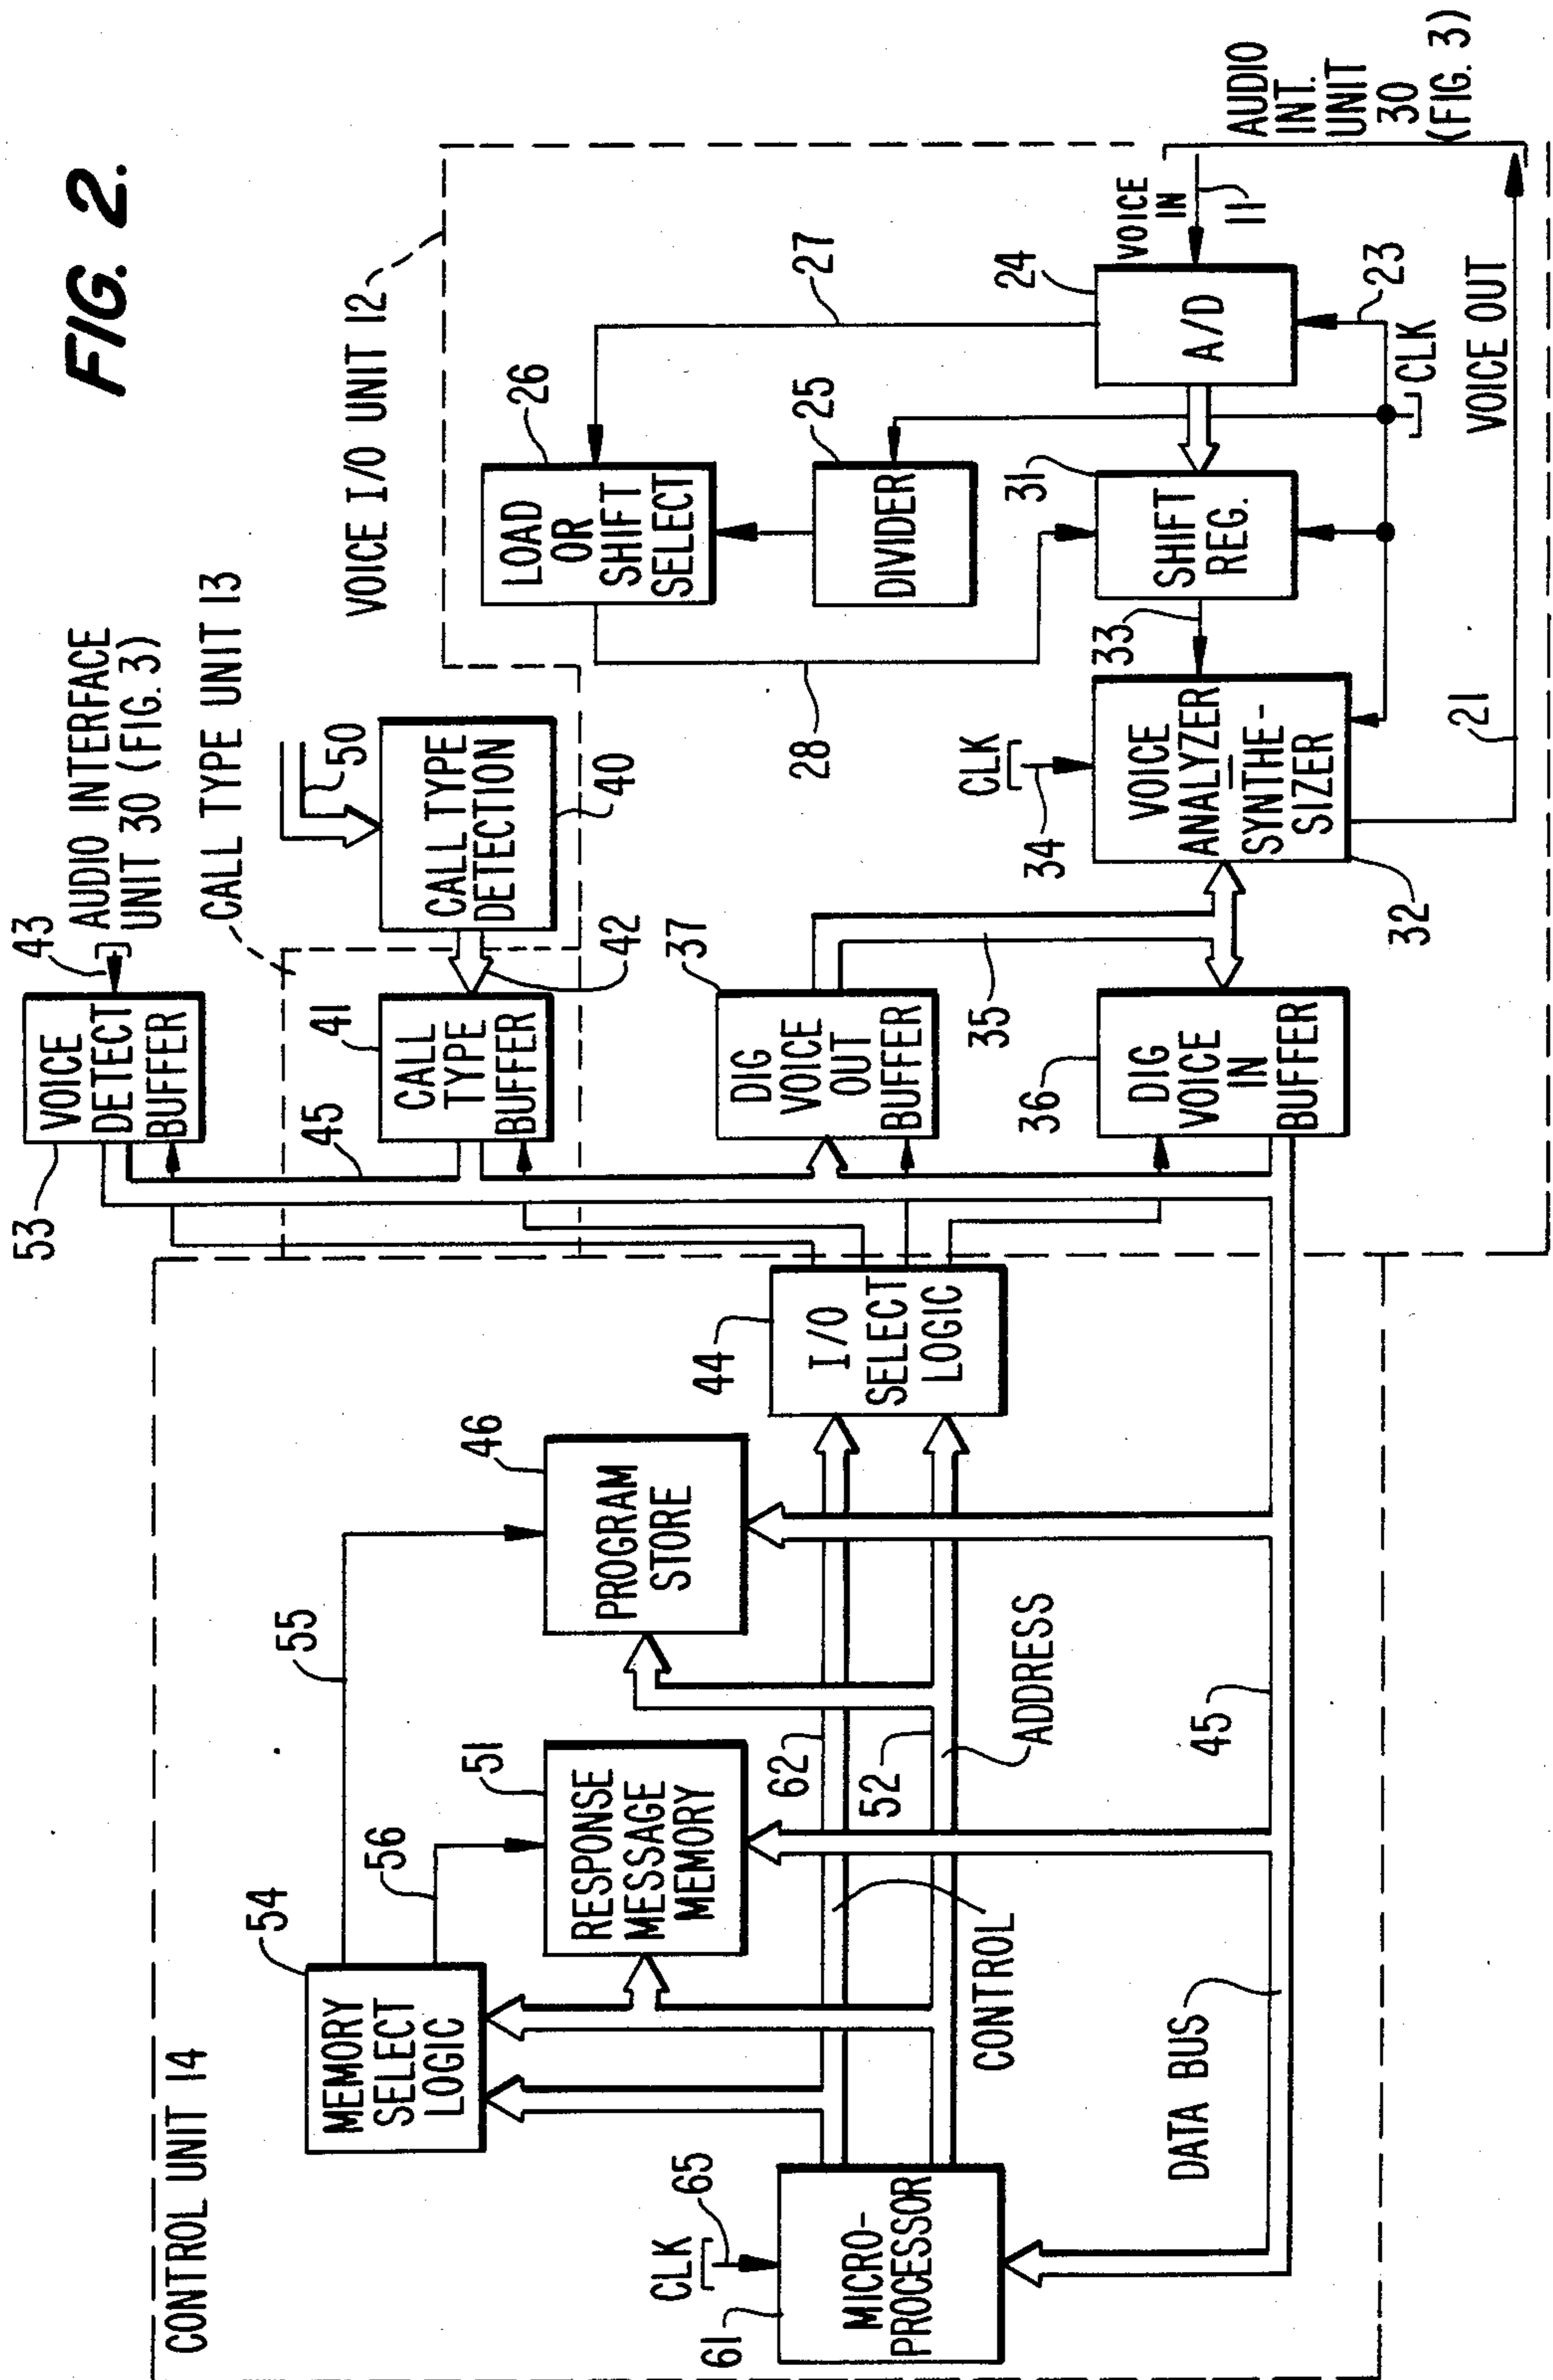 FIG. 2.
CONTROL UNIT 14
MEMORY
SELECT
LOGIC
54
55
56
RESPONSE
MESSAGE
MEMORY
51
PROGRAM
STORE
46
CLK
65
MICRO-
PROCESSOR
61
62
52
CONTROL
ADDRESS
I/O
SELECT
LOGIC
44
DATA BUS
45
VOICE
DETECT
BUFFER
53
43
AUDIO INTERFACE
UNIT 30 (FIG. 3)
CALL TYPE UNIT 13
45
CALL
TYPE
BUFFER
41
42
CALL TYPE
DETECTION
40
50
DIG
VOICE
OUT
BUFFER
37
35
DIG
VOICE
IN
BUFFER
36
VOICE I/O UNIT 12
LOAD
OR
SHIFT
SELECT
26
27
28
DIVIDER
25
CLK
34
VOICE
ANALYZER
SYNTHE-
SIZER
32
33
SHIFT
REG.
31
A/D
24
VOICE
IN
11
23
CLK
21
VOICE OUT
AUDIO
INT.
UNIT
30
(FIG. 3)